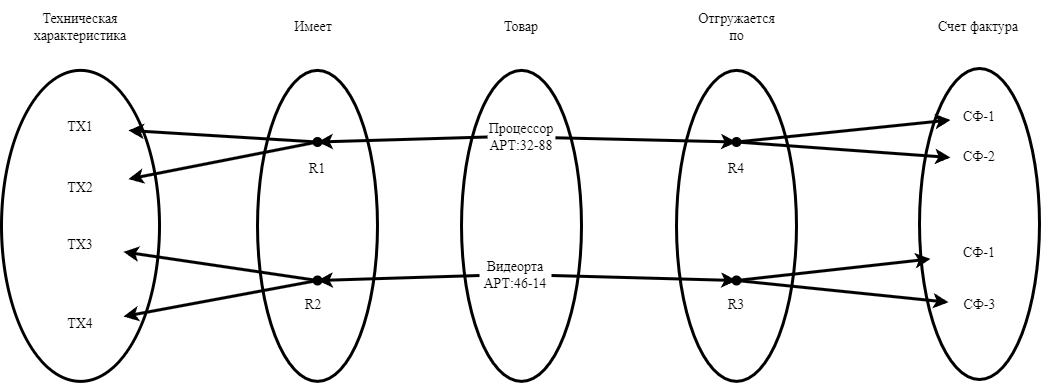 Техническая
характеристика
Имеет
Товар
Отгружается
по
Счет фактура
ТХ1
ТХ2
ТХ3
ТХ4
R1
R2
Процессор
АРТ:32-88
Видеорта
АРТ:46-14
R4
R3
СФ-1
СФ-2
СФ-1
СФ-3